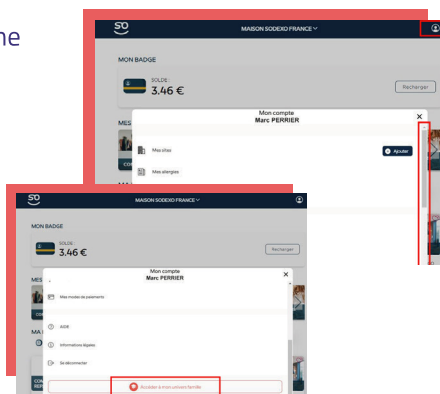 ne
so
MAISON SODEXO FRANCE
MON BADGE
SOLDE :
3.46 €
Recharger
Mon compte
Marc PERRIER
MES
Mes sites
Ajouter
Mes allergies
CO
so
MAISON SODEXO FRANCE
MON BADGE
SOLDE :
3.46 €
Recharger
Mon compte
Marc PERRIER
MES
Mes modes de paiements
AIDE
MA
Informations légales
Se déconnecter
Accéder à mon univers famille